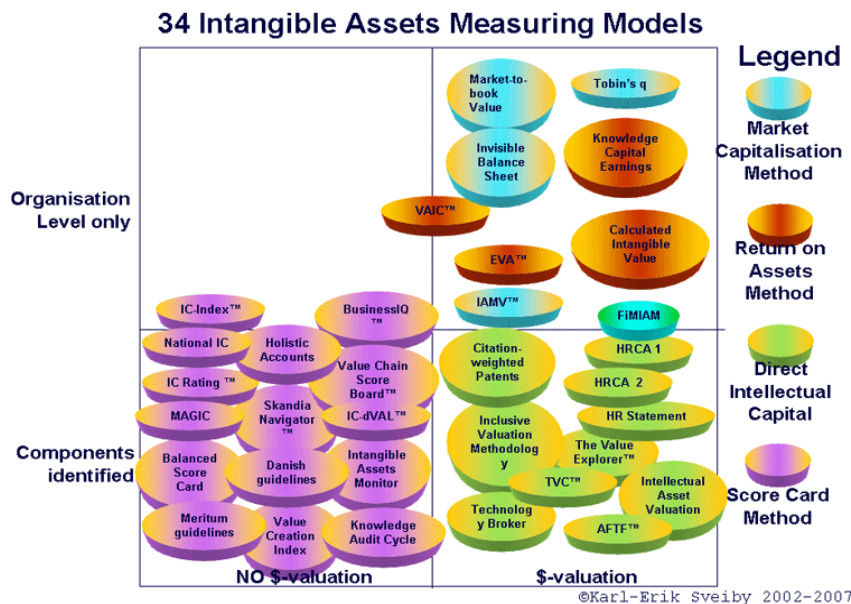 34 Intangible Assets Measuring Models
Legend
Market-to-
book
Value
Tobin's q
Market
Capitalisation
Method
Invisible
Balance
Sheet
Knowledge
Capital
Earnings
Organisation
Level only
VAIC™
Calculated
Intangible
Value
Return on
Assets
Method
EVA™
IC-Index™
BusinessIQ
™
IAMV™
FiMIAM
National IC
Holistic
Accounts
Value Chain
Score
Board™
Citation-
weighted
Patents
HRCA 1
IC Rating ™
HRCA  2
Direct
Intellectual
Capital
MAGIC
Skandia
Navigator
™
IC-dVAL™
Inclusive
Valuation
Methodolog
y
HR Statement
Components
identified
Balanced
Score
Card
Danish
guidelines
Intangible
Assets
Monitor
The Value
Explorer™
TVC™
Intellectual
Asset
Valuation
Score Card
Method
Meritum
guidelines
Value
Creation
Index
Knowledge
Audit Cycle
Technolog
y Broker
AFTF™
NO $-valuation
$-valuation
©Karl-Erik Sveiby 2002-2007